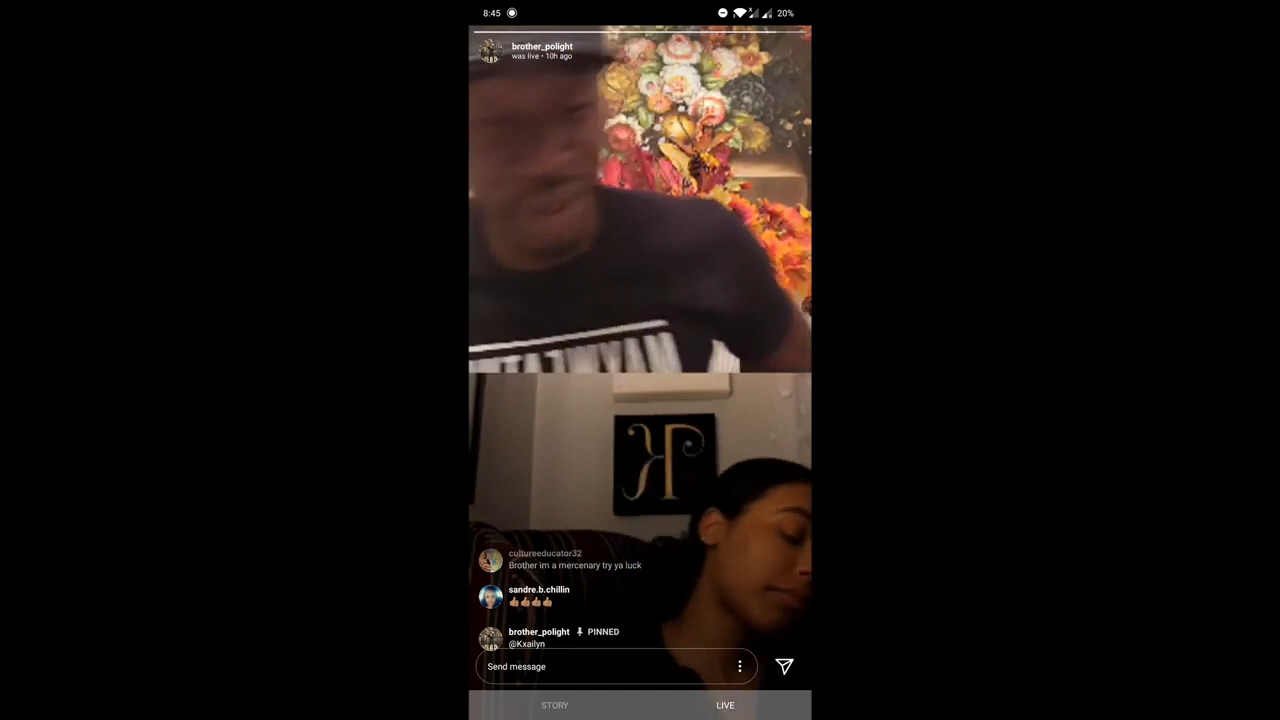 8:45
20%
brother_polight
was live • 10h ago
cultureeducator32
Brother im a mercenary try ya luck
sandre.b.chillin
👍🏽👍🏽👍🏽👍🏽
brother_polight PINNED
@Kxailyn
Send message
STORY
LIVE